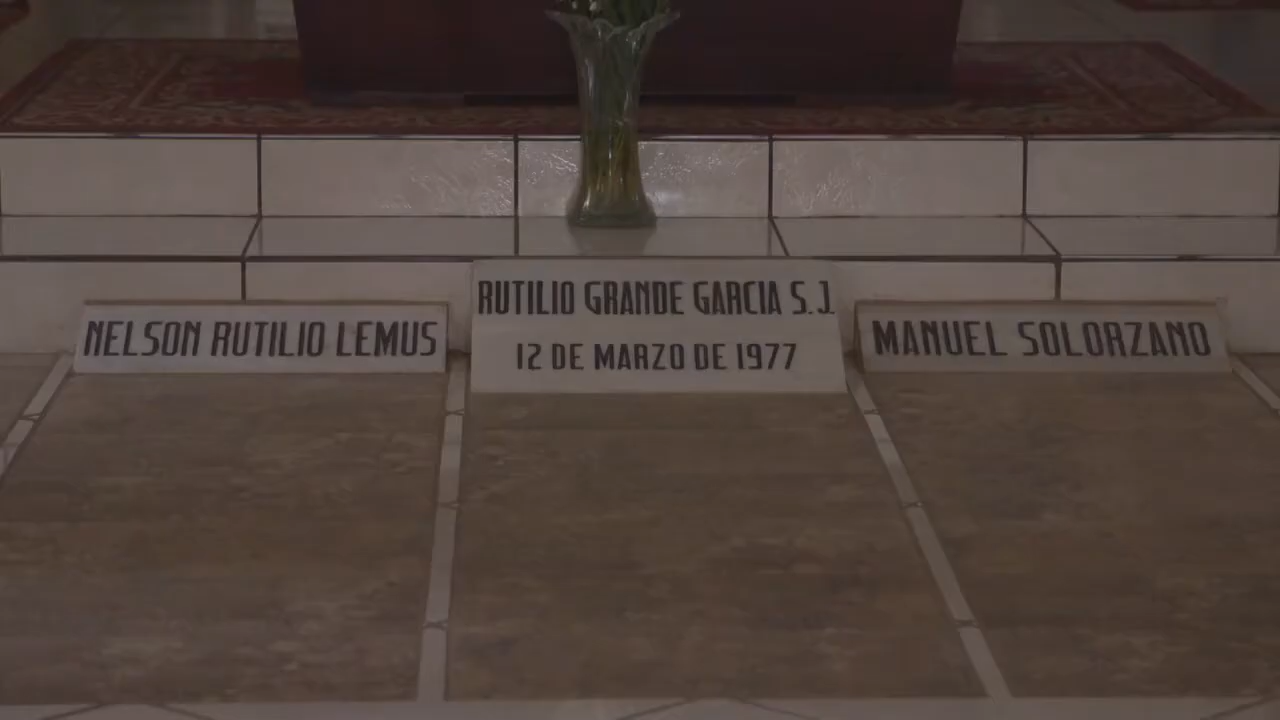 NELSON RUTILIO LEMUS
RUTILIO GRANDE GARCIA S.J.
12 DE MARZO DE 1977
MANUEL SOLORZANO